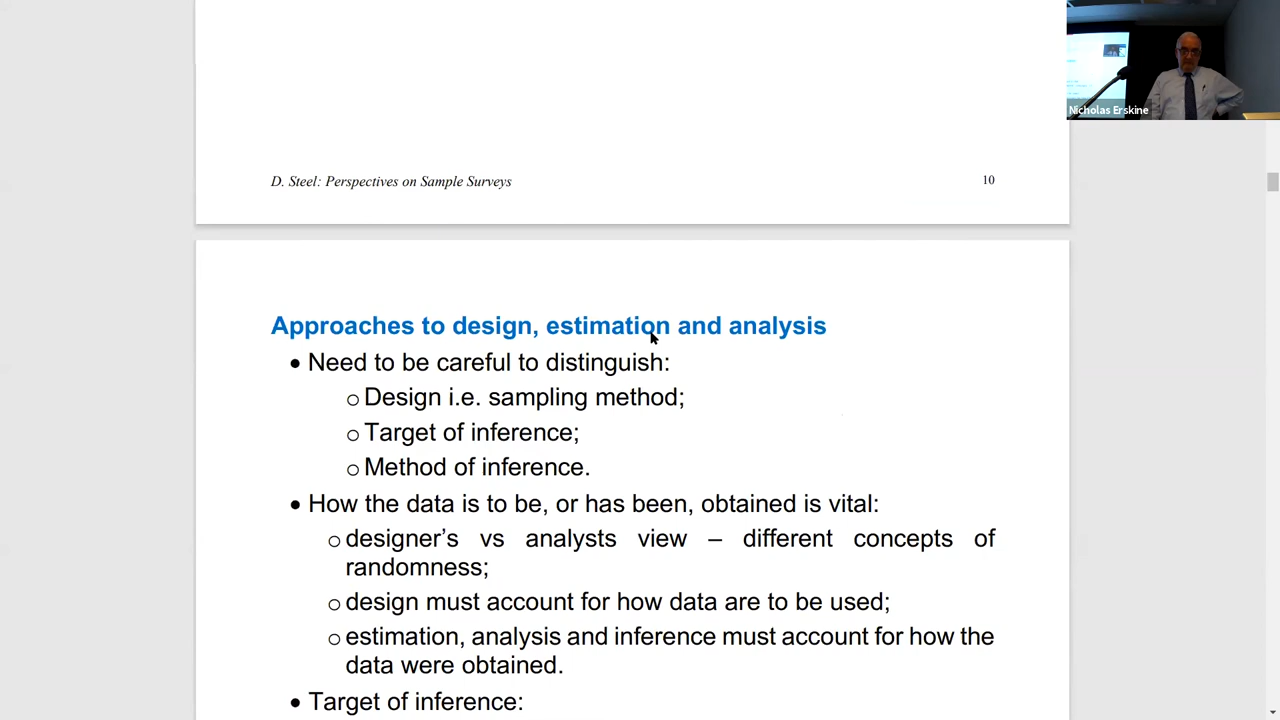 Nicholas Erskine
D. Steel: Perspectives on Sample Surveys 10
Approaches to design, estimation and analysis
• Need to be careful to distinguish:
o Design i.e. sampling method;
o Target of inference;
o Method of inference.
• How the data is to be, or has been, obtained is vital:
o designer's vs analysts view – different concepts of
randomness;
o design must account for how data are to be used;
o estimation, analysis and inference must account for how the
data were obtained.
• Target of inference: